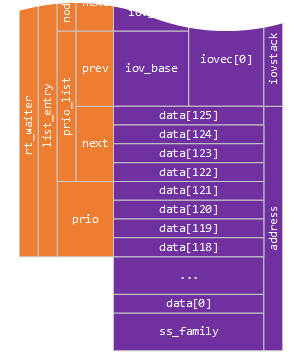 prev
iov_base
iovec[0]
iovstack
rt_waiter
list_entry
prio_list
next
data[125]
data[124]
data[123]
data[122]
prio
data[121]
data[120]
data[119]
data[118]
address
...
data[0]
ss_family